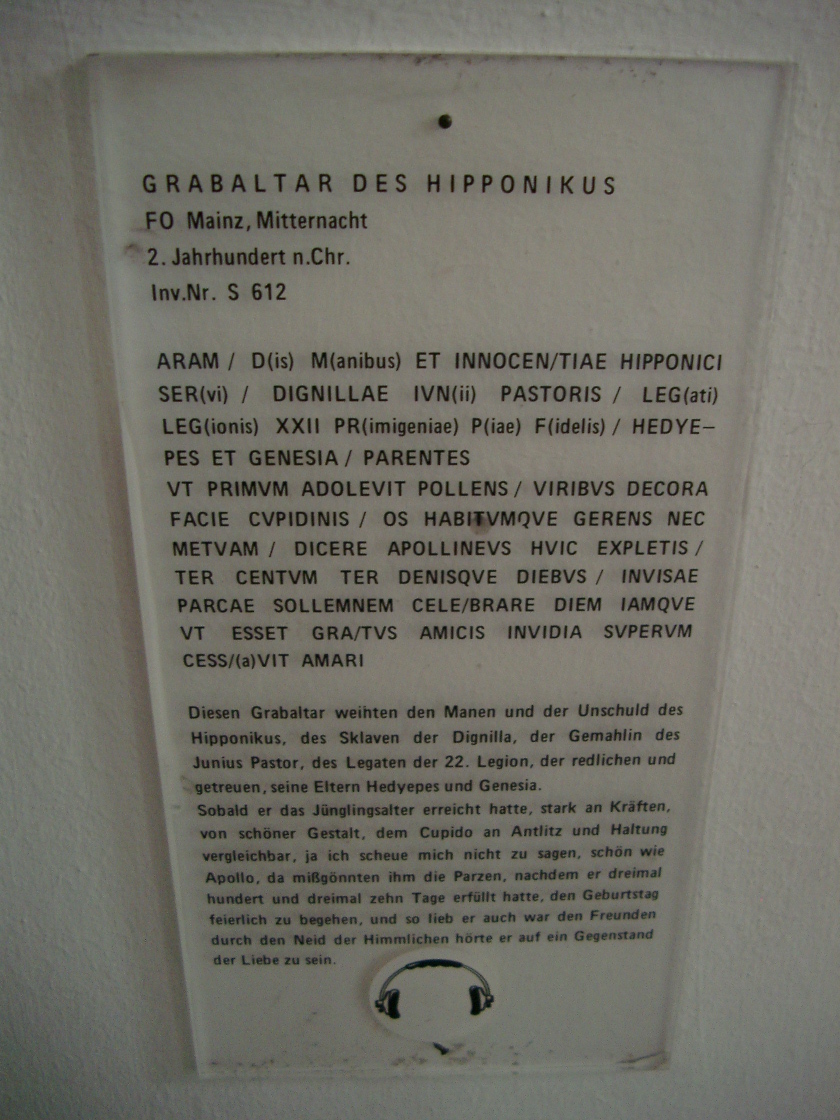 GRABALTAR DES HIPPONIKUS
FO Mainz, Mitternacht
2. Jahrhundert n.Chr.
Inv.Nr. S 612
ARAM / D(is) M(anibus) ET INNOCEN/TIAE HIPPONICI
SER(vi) / DIGNILLAE IVN(ii) PASTORIS / LEG(ati)
LEG(ionis) XXII PR(imigeniae) P(iae) F(idelis) / HEDYE–
PES ET GENESIA / PARENTES
VT PRIMVM ADOLEVIT POLLENS / VIRIBVS DECORA
FACIE CVPIDINIS / OS HABITVMQVE GERENS NEC
METVAM / DICERE APOLLINEVS HVIC EXPLETIS /
TER CENTVM TER DENISQVE DIEBVS / INVISAE
PARCAE SOLLEMNEM CELE/BRARE DIEM IAMQVE
VT ESSET GRA/TVS AMICIS INVIDIA SVPERVM
CESS/(a)VIT AMARI
Diesen Grabaltar weihten den Manen und der Unschuld des
Hipponikus, des Sklaven der Dignilla, der Gemahlin des
Junius Pastor, des Legaten der 22. Legion, der redlichen und
getreuen, seine Eltern Hedyepes und Genesia.
Sobald er das Jünglingsalter erreicht hatte, stark an Kräften,
von schöner Gestalt, dem Cupido an Antlitz und Haltung
vergleichbar, ja ich scheue mich nicht zu sagen, schön wie
Apollo, da mißgönnten ihm die Parzen, nachdem er dreimal
hundert und dreimal zehn Tage erfüllt hatte, den Geburtstag
feierlich zu begehen, und so lieb er auch war den Freunden
durch den Neid der Himmlichen hörte er auf ein Gegenstand
der Liebe zu sein.